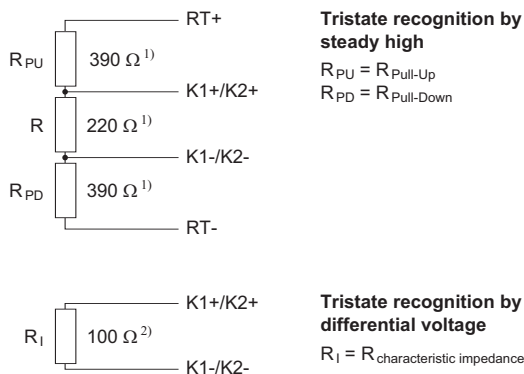 RT+
R PU 390 Ω 1)
K1+/K2+
R 220 Ω 1)
K1-/K2-
R PD 390 Ω 1)
RT-
Tristate recognition by
steady high
R PU = R Pull-Up
R PD = R Pull-Down
K1+/K2+
R I 100 Ω 2)
K1-/K2-
Tristate recognition by
differential voltage
R I = R characteristic impedance